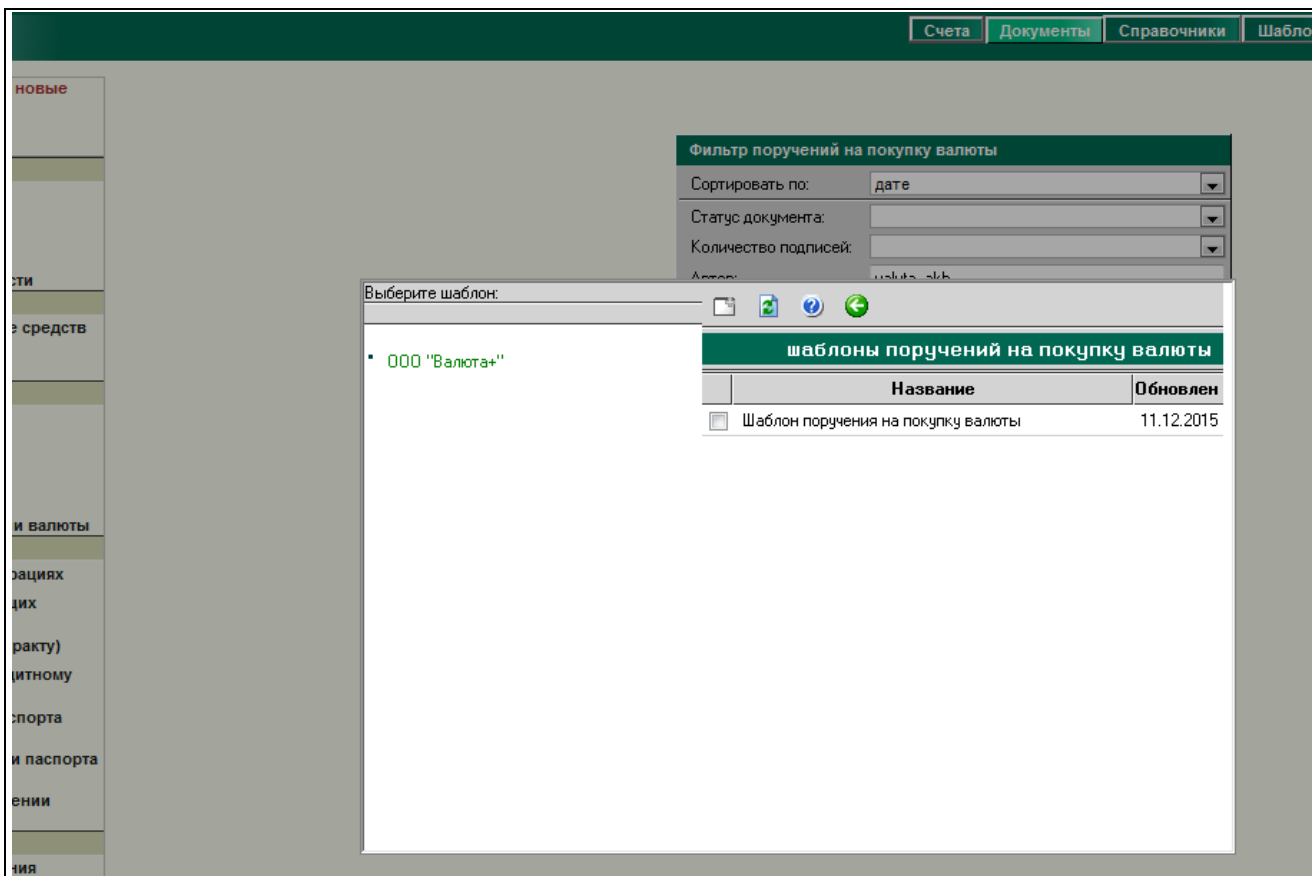 Счета Документы Справочники Шабло
новые
Фильтр поручений на покупку валюты
Сортировать по: дате
Статус документа:
Количество подписей:
Автор: valuta_akb
сти
Выберите шаблон:
е средств
шаблоны поручений на покупку валюты
ООО "Валюта+"
Название Обновлен
Шаблон поручения на покупку валюты 11.12.2015
и валюты
рациях
щих
ракту)
дитному
спорта
и паспорта
ении
ния